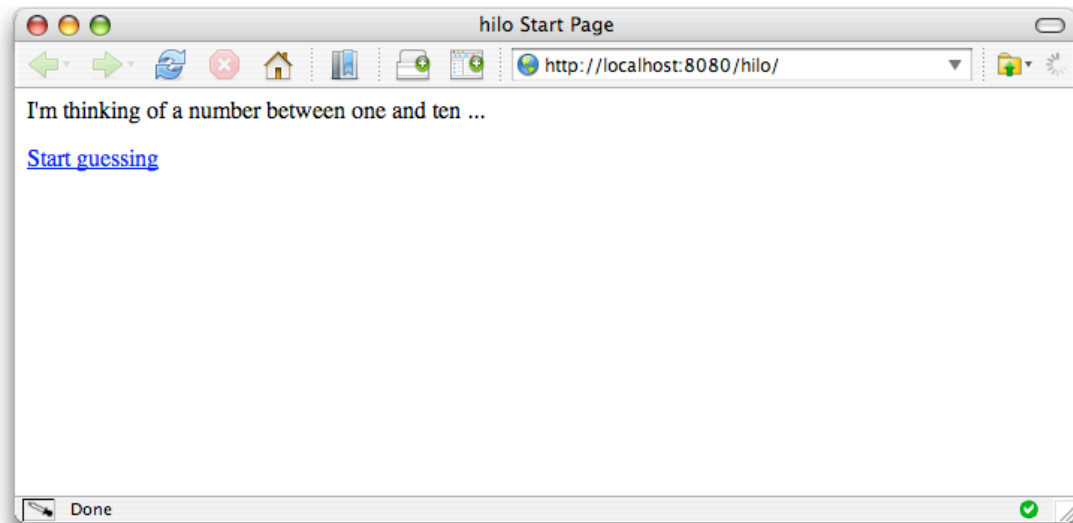 hilo Start Page
http://localhost:8080/hilo/
I'm thinking of a number between one and ten ...
Start guessing
Done